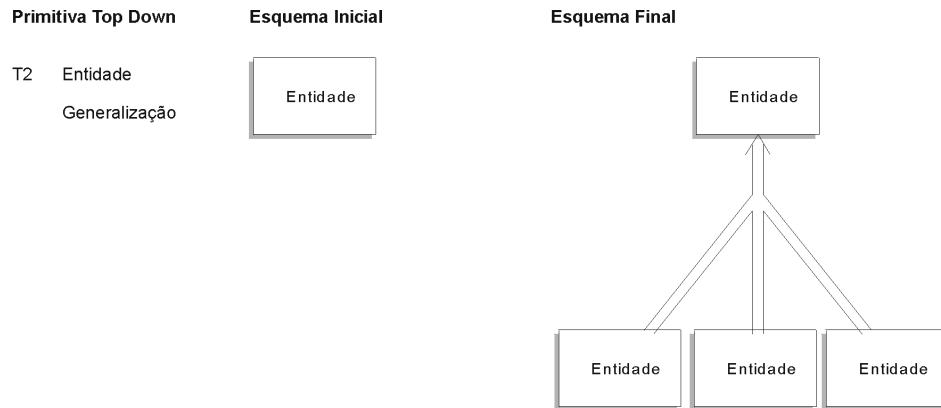 Primitiva Top Down Esquema Inicial Esquema Final
T2 Entidade
Generalização
Entidade
Entidade
Entidade Entidade Entidade